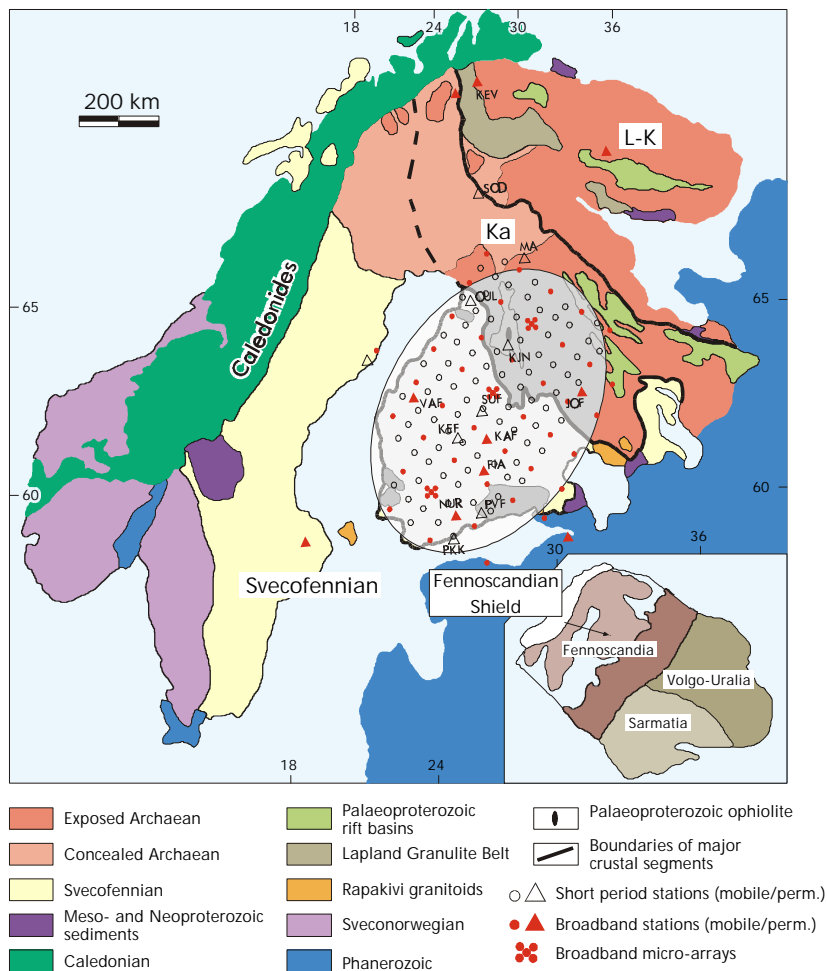 18 24 30 36
200 km
KEV
L-K
SOD
Ka
MA
65
65
OUL
Caledonides
KJN
VAF
SUF
JOF
KEF
KAF
FIA
60
60
NUR
PVF
PKK
36
30
Svecofennian
Fennoscandian
Shield
Fennoscandia
Volgo-Uralia
Sarmatia
18
24
Exposed Archaean
Concealed Archaean
Svecofennian
Meso- and Neoproterozoic
sediments
Caledonian
Palaeoproterozoic
rift basins
Lapland Granulite Belt
Rapakivi granitoids
Sveconorwegian
Phanerozoic
Palaeoproterozoic ophiolite
Boundaries of major
crustal segments
Short period stations (mobile/perm.)
Broadband stations (mobile/perm.)
Broadband micro-arrays